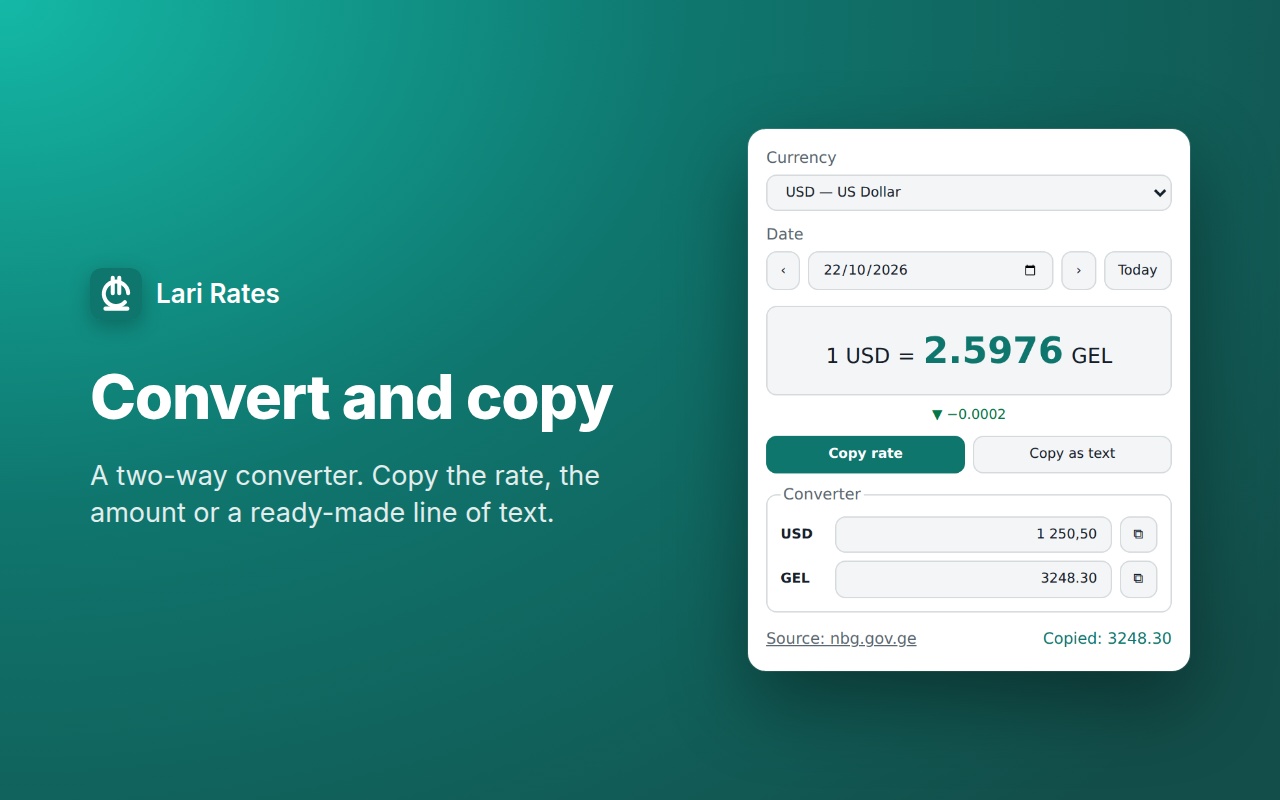 Lari Rates
Convert and copy
A two-way converter. Copy the rate, the
amount or a ready-made line of text.
Currency
USD — US Dollar
Date
‹ 22/10/2026 › Today
1 USD = 2.5976 GEL
▼ −0.0002
Copy rate Copy as text
Converter
USD 1 250,50
GEL 3248.30
Source: nbg.gov.ge Copied: 3248.30